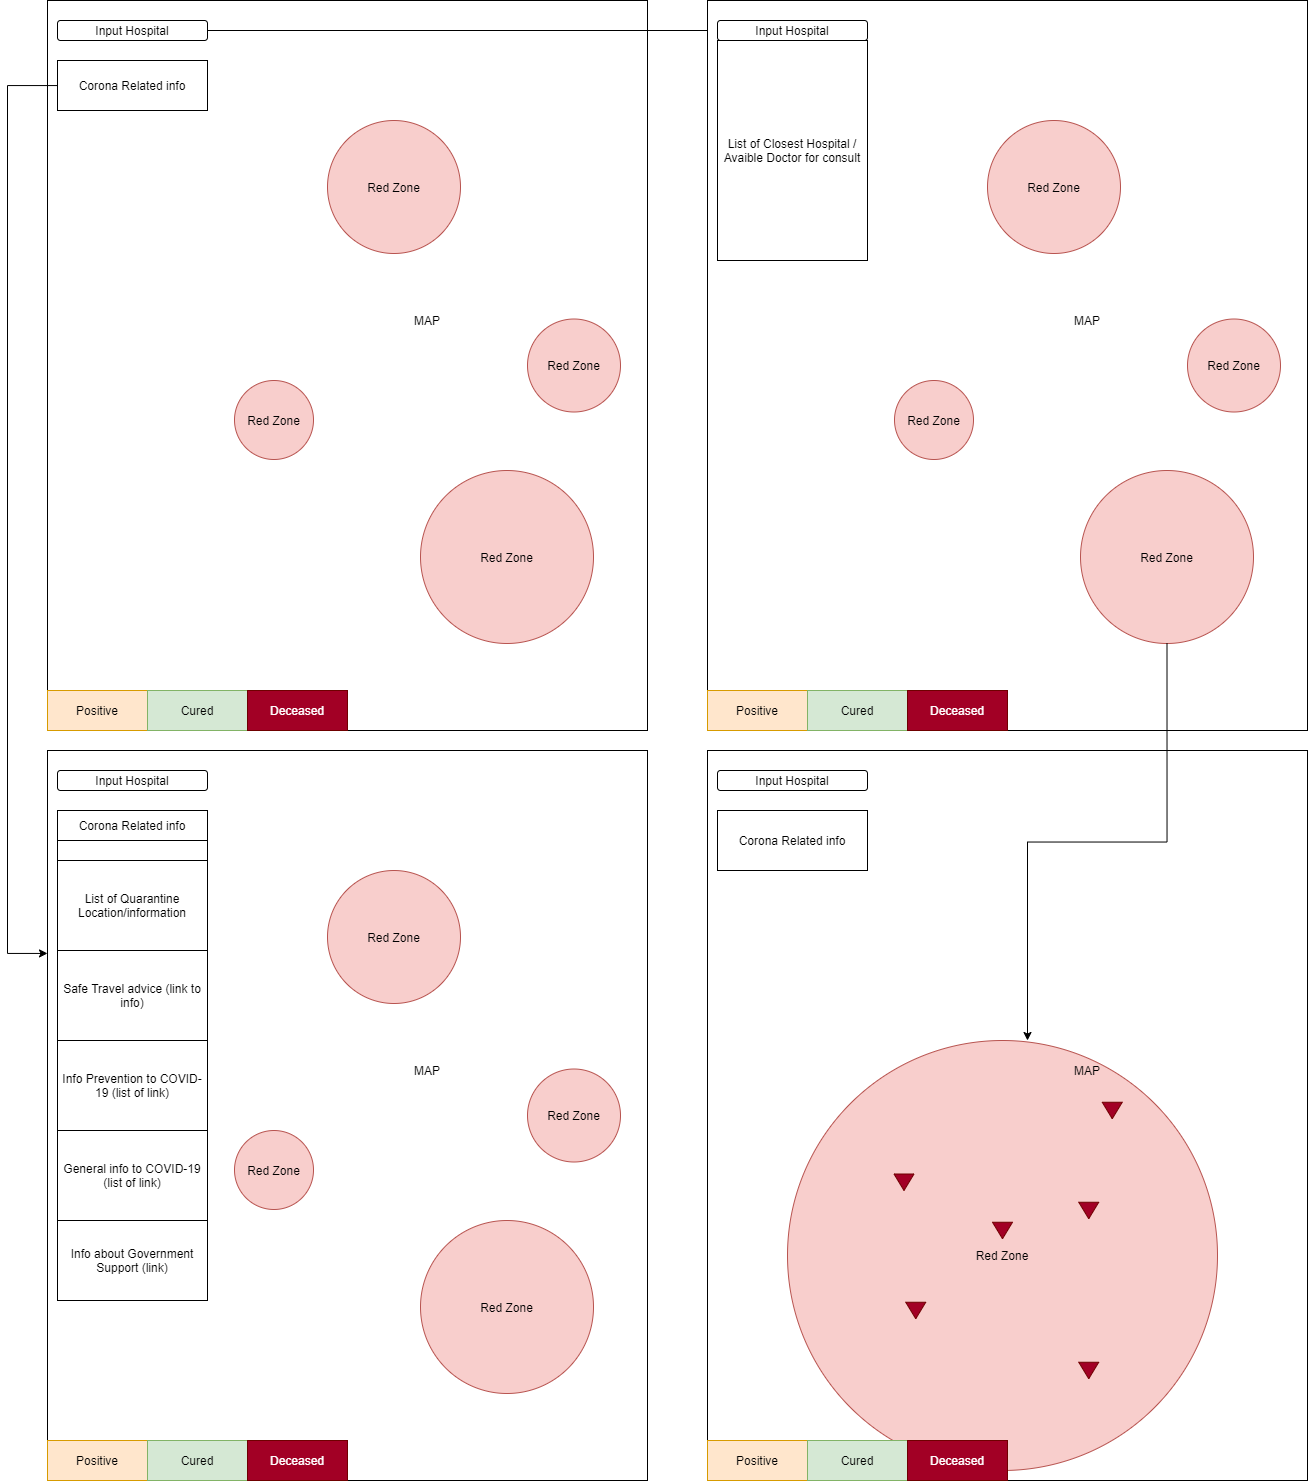 Input Hospital
Corona Related info
Red Zone
MAP
Red Zone
Red Zone
Red Zone
Positive
Cured
Deceased
Input Hospital
List of Closest Hospital /
Avaible Doctor for consult
Red Zone
MAP
Red Zone
Red Zone
Red Zone
Positive
Cured
Deceased
Input Hospital
Corona Related info
List of Quarantine
Location/information
Safe Travel advice (link to
info)
Info Prevention to COVID-
19 (list of link)
General info to COVID-19
(list of link)
Info about Government
Support (link)
Red Zone
MAP
Red Zone
Red Zone
Red Zone
Positive
Cured
Deceased
Input Hospital
Corona Related info
MAP
Red Zone
Positive
Cured
Deceased